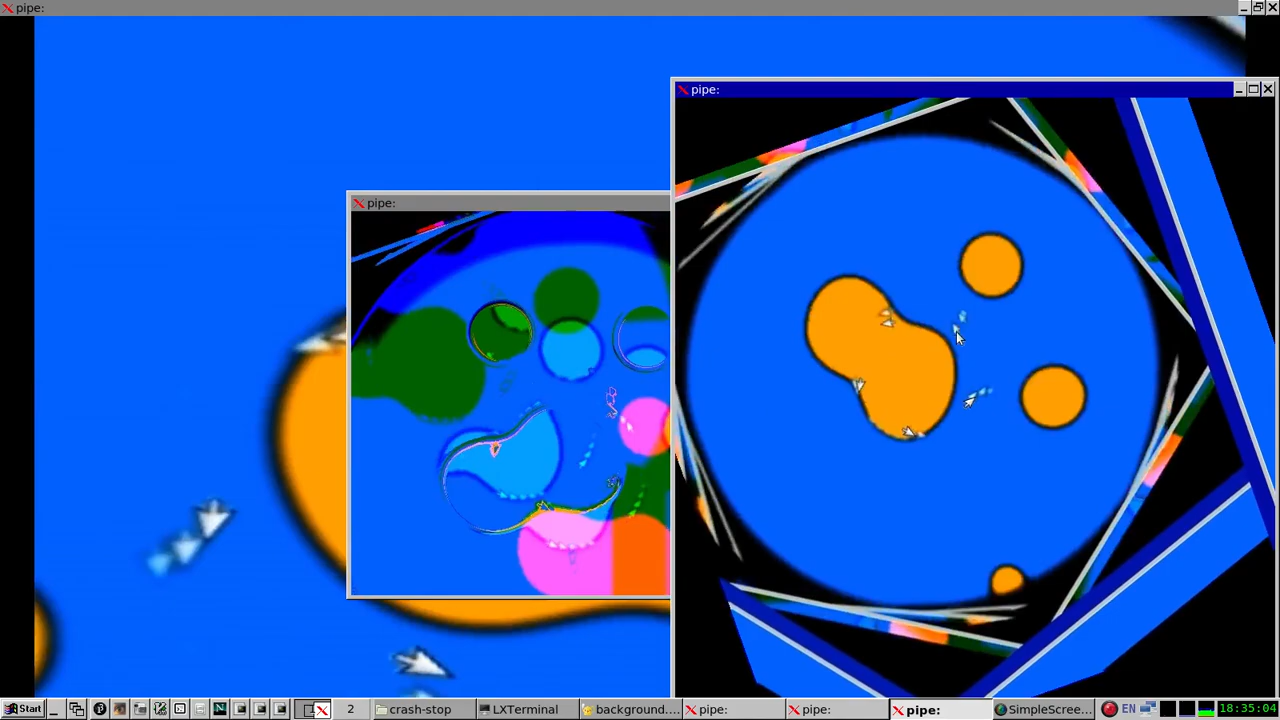 pipe:
pipe:
pipe:
Start
2
crash-stop
LXTerminal
background....
pipe:
pipe:
pipe:
SimpleScree...
EN
18:35:04